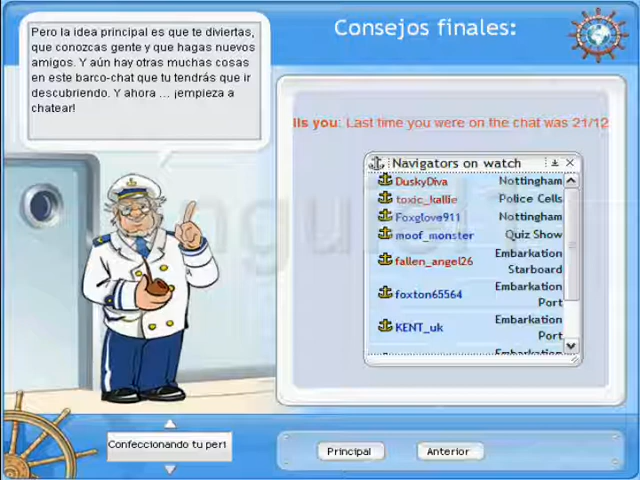 Pero la idea principal es que te diviertas,
que conozcas gente y que hagas nuevos
amigos. Y aún hay otras muchas cosas
en este barco-chat que tu tendrás que ir
descubriendo. Y ahora ... ¡empieza a
chatear!
Consejos finales:
lls you: Last time you were on the chat was 21/12
Navigators on watch
DuskyDiva Nottingham
toxic_kallie Police Cells
Foxglove911 Nottingham
moof_monster Quiz Show
fallen_angel26 Embarkation
Starboard
foxton65564 Embarkation
Port
KENT_uk Embarkation
Port
Embarkation
Confeccionando tu peri
Principal
Anterior